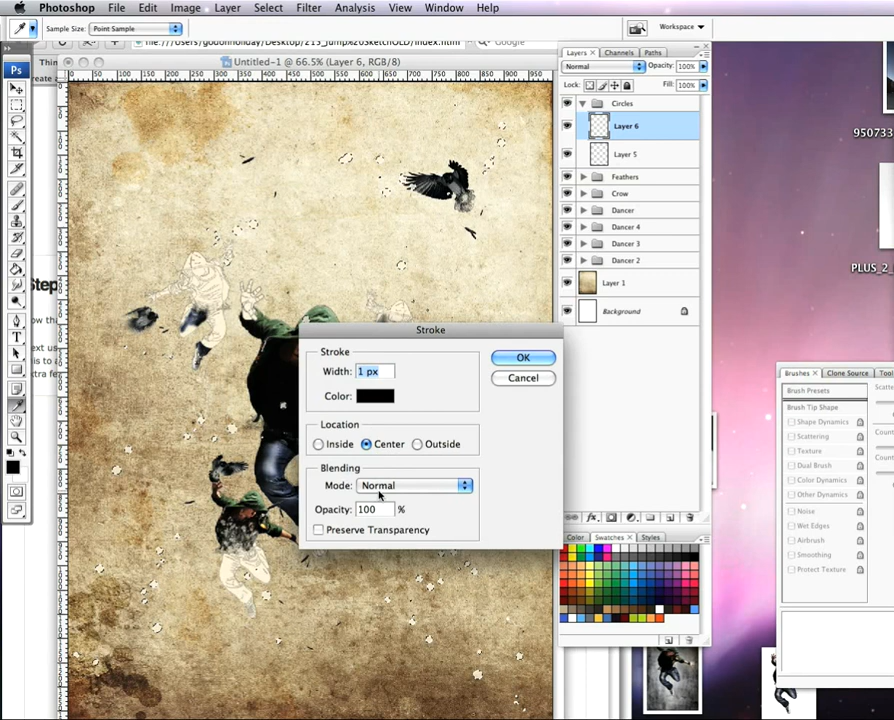 Photoshop File Edit Image Layer Select Filter Analysis View Window Help
Sample Size: Point Sample
Workspace
Google
Untitled-1 @ 66.5% (Layer 6, RGB/8)
Ps
Layers Channels Paths
Normal Opacity: 100%
Lock: Fill: 100%
Circles
Layer 6
Layer 5
Feathers
Crow
Dancer
Dancer 4
Dancer 3
Dancer 2
Layer 1
Background
950733
PLUS_2_
Step
Stroke
Stroke
Width: 1 px
Color:
OK
Cancel
Location
Inside Center Outside
Blending
Mode: Normal
Opacity: 100 %
Preserve Transparency
Color Swatches Styles
Brushes Clone Source Tool
Brush Presets
Brush Tip Shape
Shape Dynamics
Scattering
Texture
Dual Brush
Color Dynamics
Other Dynamics
Noise
Wet Edges
Airbrush
Smoothing
Protect Texture